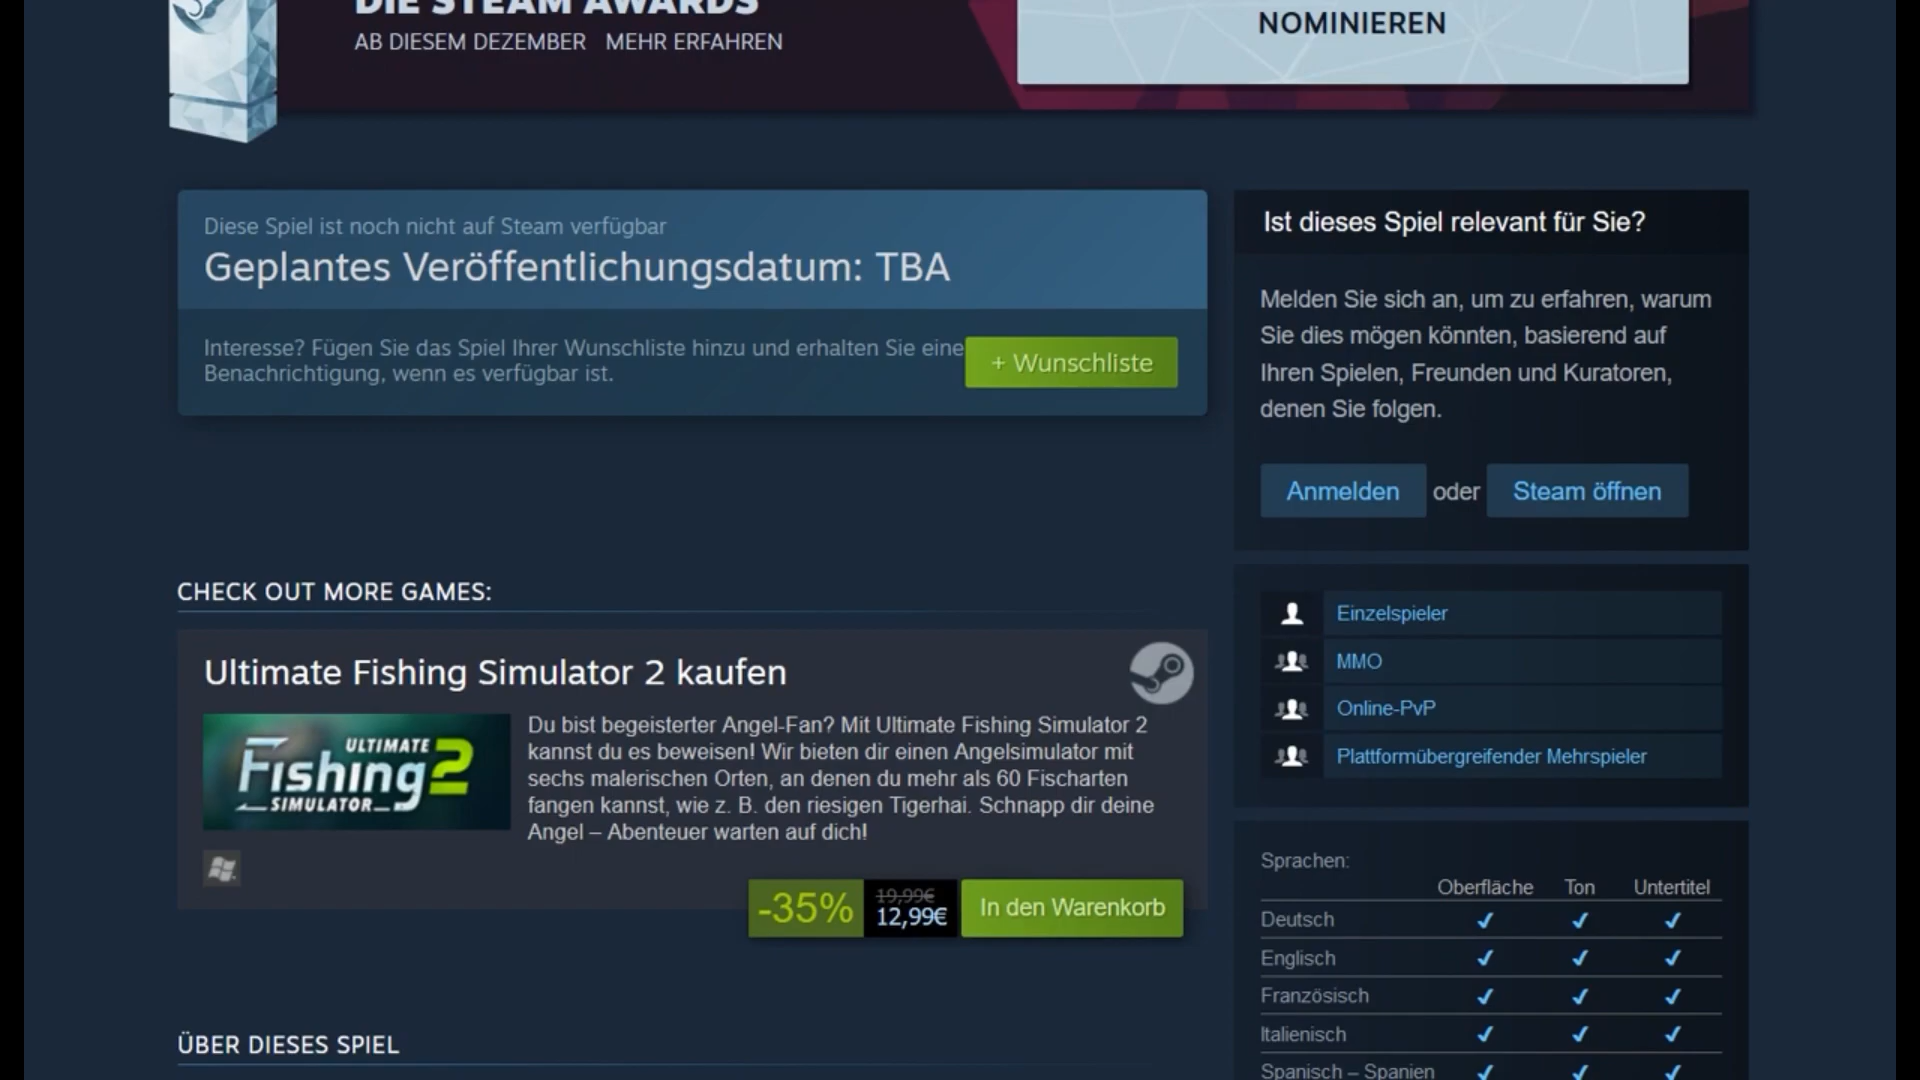 DIE STEAM AWARDS
AB DIESEM DEZEMBER MEHR ERFAHREN
NOMINIEREN
Diese Spiel ist noch nicht auf Steam verfügbar
Geplantes Veröffentlichungsdatum: TBA
Interesse? Fügen Sie das Spiel Ihrer Wunschliste hinzu und erhalten Sie eine
Benachrichtigung, wenn es verfügbar ist.
+ Wunschliste
CHECK OUT MORE GAMES:
Ultimate Fishing Simulator 2 kaufen
ULTIMATE
Fishing 2
SIMULATOR
Du bist begeisterter Angel-Fan? Mit Ultimate Fishing Simulator 2
kannst du es beweisen! Wir bieten dir einen Angelsimulator mit
sechs malerischen Orten, an denen du mehr als 60 Fischarten
fangen kannst, wie z. B. den riesigen Tigerhai. Schnapp dir deine
Angel – Abenteuer warten auf dich!
-35%
19,99€
12,99€
In den Warenkorb
ÜBER DIESES SPIEL
Ist dieses Spiel relevant für Sie?
Melden Sie sich an, um zu erfahren, warum
Sie dies mögen könnten, basierend auf
Ihren Spielen, Freunden und Kuratoren,
denen Sie folgen.
Anmelden oder Steam öffnen
Einzelspieler
MMO
Online-PvP
Plattformübergreifender Mehrspieler
Sprachen:
Oberfläche Ton Untertitel
Deutsch ✔ ✔ ✔
Englisch ✔ ✔ ✔
Französisch ✔ ✔ ✔
Italienisch ✔ ✔ ✔
Spanisch – Spanien ✔ ✔ ✔